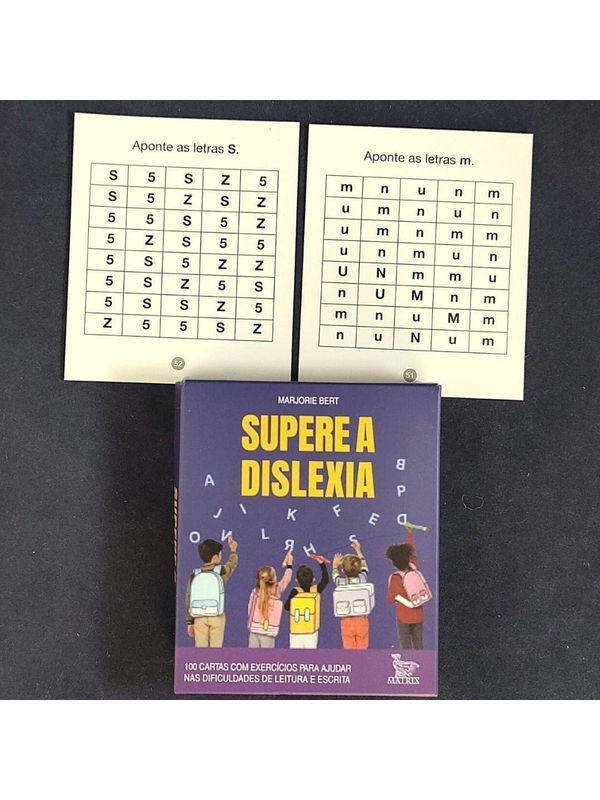 Aponte as letras S.
S 5 S Z 5
S 5 Z S Z
5 5 S 5 Z
5 Z S 5 5
S S 5 Z Z
S S Z 5 S
5 S S Z 5
Z 5 5 S Z
52
Aponte as letras m.
m n u n m
u m n u n
u m n m m
u n m u n
U N m m u
n U M n m
m n u M m
n u N u m
51
MARJORIE BERT
SUPERE A
DISLEXIA
B
A P
J I K F E D
O N L R H S
100 CARTAS COM EXERCÍCIOS PARA AJUDAR
NAS DIFICULDADES DE LEITURA E ESCRITA
MATRIX